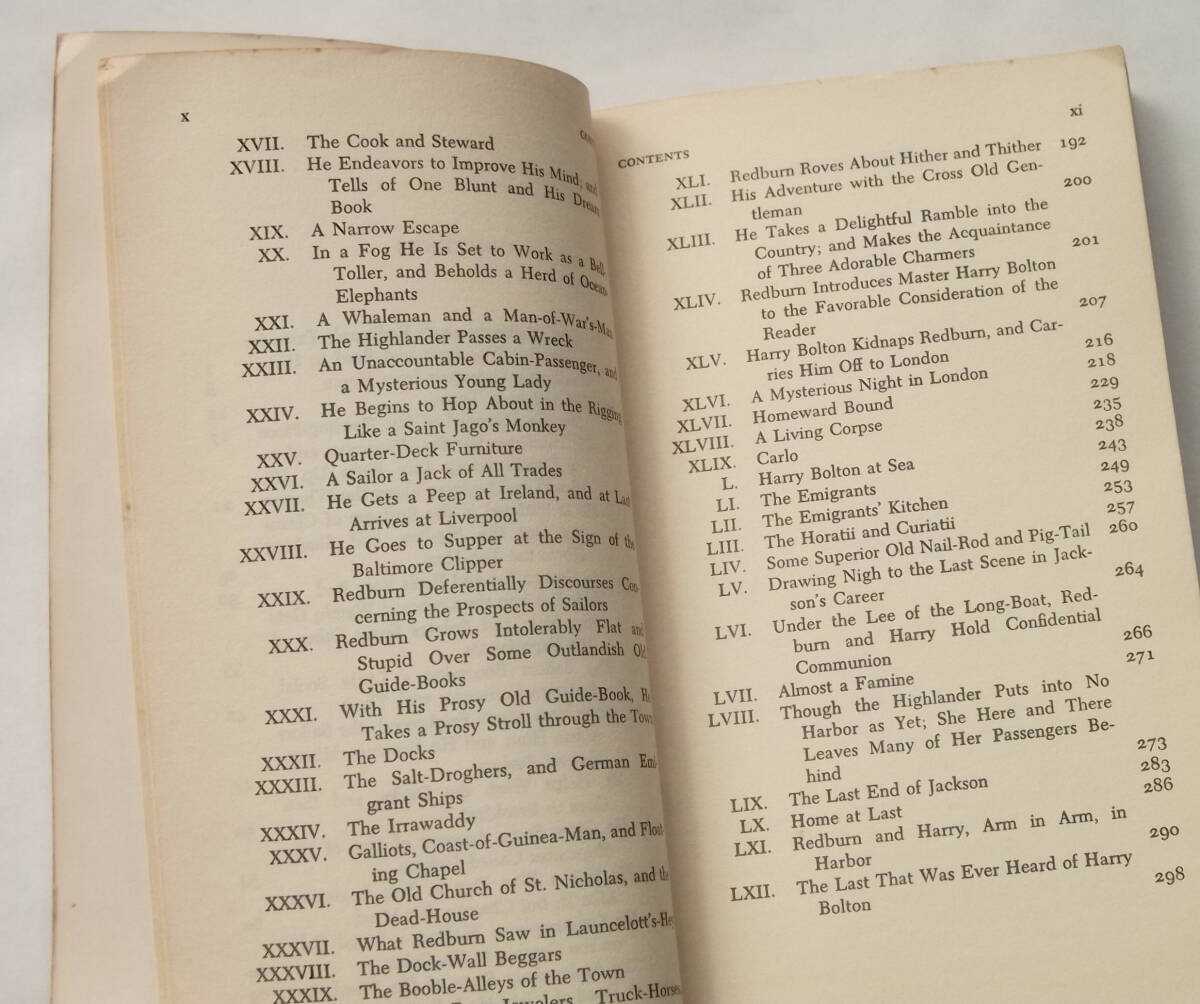 x
XVII. The Cook and Steward
XVIII. He Endeavors to Improve His Mind; and
Tells of One Blunt and His Dream
Book
XIX. A Narrow Escape
XX. In a Fog He Is Set to Work as a Bell-
Toller, and Beholds a Herd of Ocean-
Elephants
XXI. A Whaleman and a Man-of-War's-Man
XXII. The Highlander Passes a Wreck
XXIII. An Unaccountable Cabin-Passenger, and
a Mysterious Young Lady
XXIV. He Begins to Hop About in the Rigging
Like a Saint Jago's Monkey
XXV. Quarter-Deck Furniture
XXVI. A Sailor a Jack of All Trades
XXVII. He Gets a Peep at Ireland, and at Last
Arrives at Liverpool
XXVIII. He Goes to Supper at the Sign of the
Baltimore Clipper
XXIX. Redburn Deferentially Discourses Con-
cerning the Prospects of Sailors
XXX. Redburn Grows Intolerably Flat and
Stupid Over Some Outlandish Old
Guide-Books
XXXI. With His Prosy Old Guide-Book, He
Takes a Prosy Stroll through the Town
XXXII. The Docks
XXXIII. The Salt-Droghers, and German Emi-
grant Ships
XXXIV. The Irrawaddy
XXXV. Galliots, Coast-of-Guinea-Man, and Float-
ing Chapel
XXXVI. The Old Church of St. Nicholas, and the
Dead-House
XXXVII. What Redburn Saw in Launcelott's-Hey
XXXVIII. The Dock-Wall Beggars
XXXIX. The Booble-Alleys of the Town
Truck-Horses,
xi
CONTENTS
XLI. Redburn Roves About Hither and Thither 192
XLII. His Adventure with the Cross Old Gen-
tleman 200
XLIII. He Takes a Delightful Ramble into the
Country; and Makes the Acquaintance
of Three Adorable Charmers 201
XLIV. Redburn Introduces Master Harry Bolton
to the Favorable Consideration of the
Reader 207
XLV. Harry Bolton Kidnaps Redburn, and Car-
ries Him Off to London 216
XLVI. A Mysterious Night in London 218
XLVII. Homeward Bound 229
XLVIII. A Living Corpse 235
XLIX. Carlo 238
L. Harry Bolton at Sea 243
LI. The Emigrants 249
LII. The Emigrants' Kitchen 253
LIII. The Horatii and Curiatii 257
LIV. Some Superior Old Nail-Rod and Pig-Tail 260
LV. Drawing Nigh to the Last Scene in Jack-
son's Career 264
LVI. Under the Lee of the Long-Boat, Red-
burn and Harry Hold Confidential
Communion 266
LVII. Almost a Famine 271
LVIII. Though the Highlander Puts into No
Harbor as Yet; She Here and There
Leaves Many of Her Passengers Be-
hind 273
LIX. The Last End of Jackson 283
LX. Home at Last 286
LXI. Redburn and Harry, Arm in Arm, in
Harbor 290
LXII. The Last That Was Ever Heard of Harry
Bolton 298